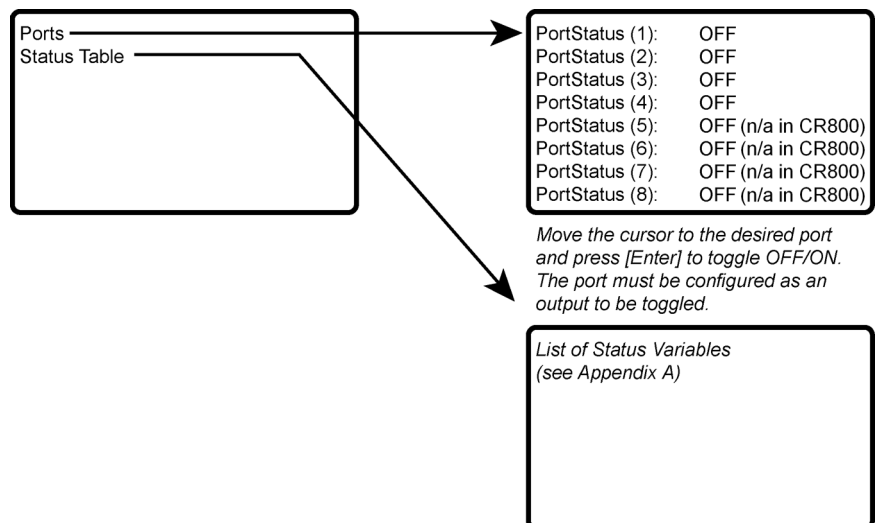 Ports
Status Table
PortStatus (1): OFF
PortStatus (2): OFF
PortStatus (3): OFF
PortStatus (4): OFF
PortStatus (5): OFF (n/a in CR800)
PortStatus (6): OFF (n/a in CR800)
PortStatus (7): OFF (n/a in CR800)
PortStatus (8): OFF (n/a in CR800)
Move the cursor to the desired port
and press [Enter] to toggle OFF/ON.
The port must be configured as an
output to be toggled.
List of Status Variables
(see Appendix A)